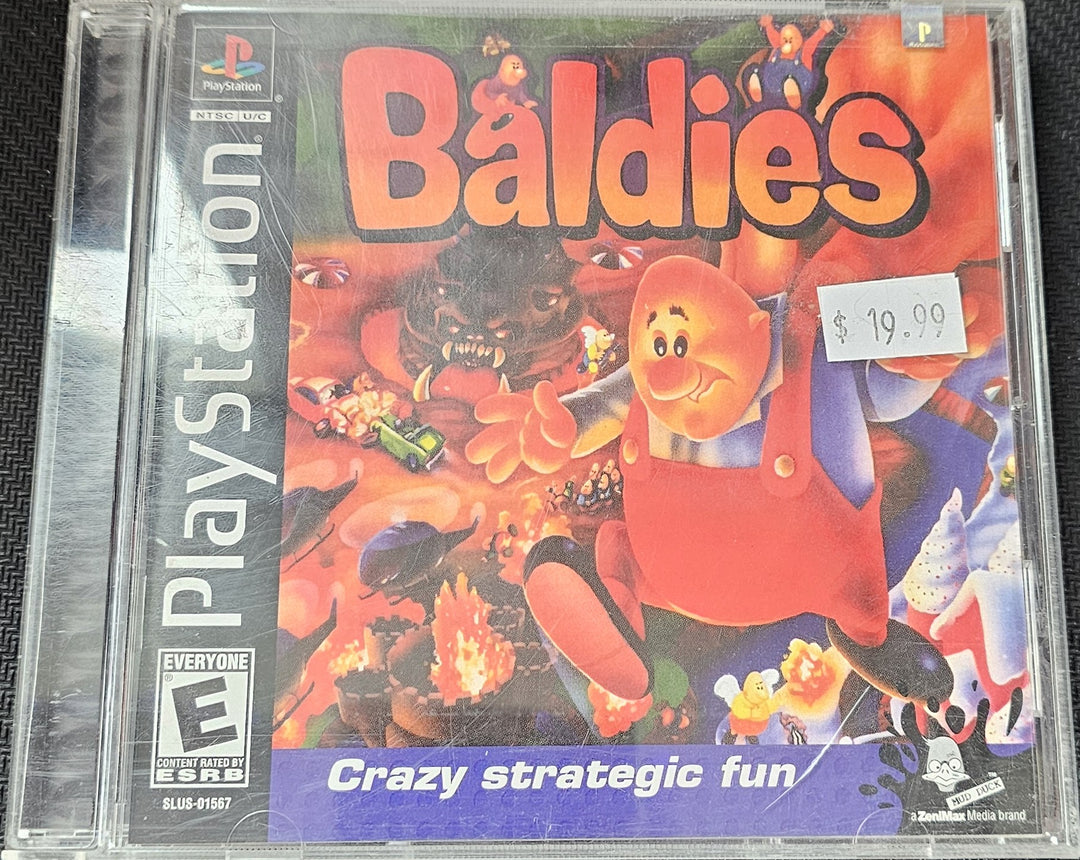 PlayStation
NTSC U/C
PlayStation
Baldies
$ 19.99
EVERYONE
E
CONTENT RATED BY
ESRB
SLUS-01567
Crazy strategic fun
MUD DUCK
a ZeniMax Media brand